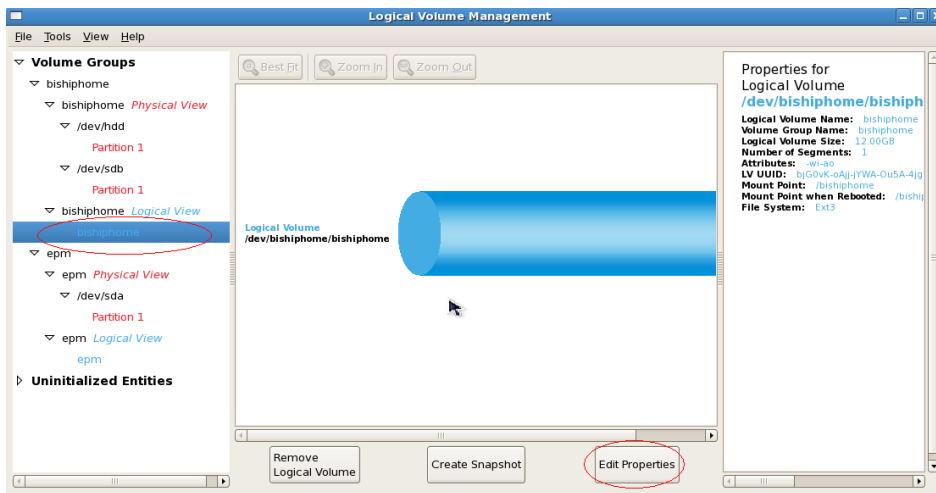 Logical Volume Management
File Tools View Help
Volume Groups
bishiphome
bishiphome Physical View
/dev/hdd
Partition 1
/dev/sdb
Partition 1
bishiphome Logical View
bishiphome
epm
epm Physical View
/dev/sda
Partition 1
epm Logical View
epm
Uninitialized Entities
Best Fit Zoom In Zoom Out
Logical Volume
/dev/bishiphome/bishiphome
Remove
Logical Volume
Create Snapshot
Edit Properties
Properties for
Logical Volume
/dev/bishiphome/bishiph
Logical Volume Name: bishiphome
Volume Group Name: bishiphome
Logical Volume Size: 12.00GB
Number of Segments: 1
Attributes: -wi-ao
LV UUID: bjG0vK-oAjj-jYWA-Ou5A-4jg
Mount Point: /bishiphome
Mount Point when Rebooted: /biship
File System: Ext3